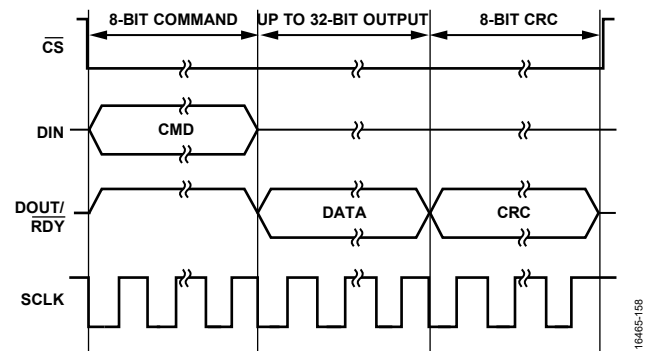 8-BIT COMMAND UP TO 32-BIT OUTPUT 8-BIT CRC
CS
DIN
CMD
DOUT/
RDY
DATA
CRC
SCLK
16465-158